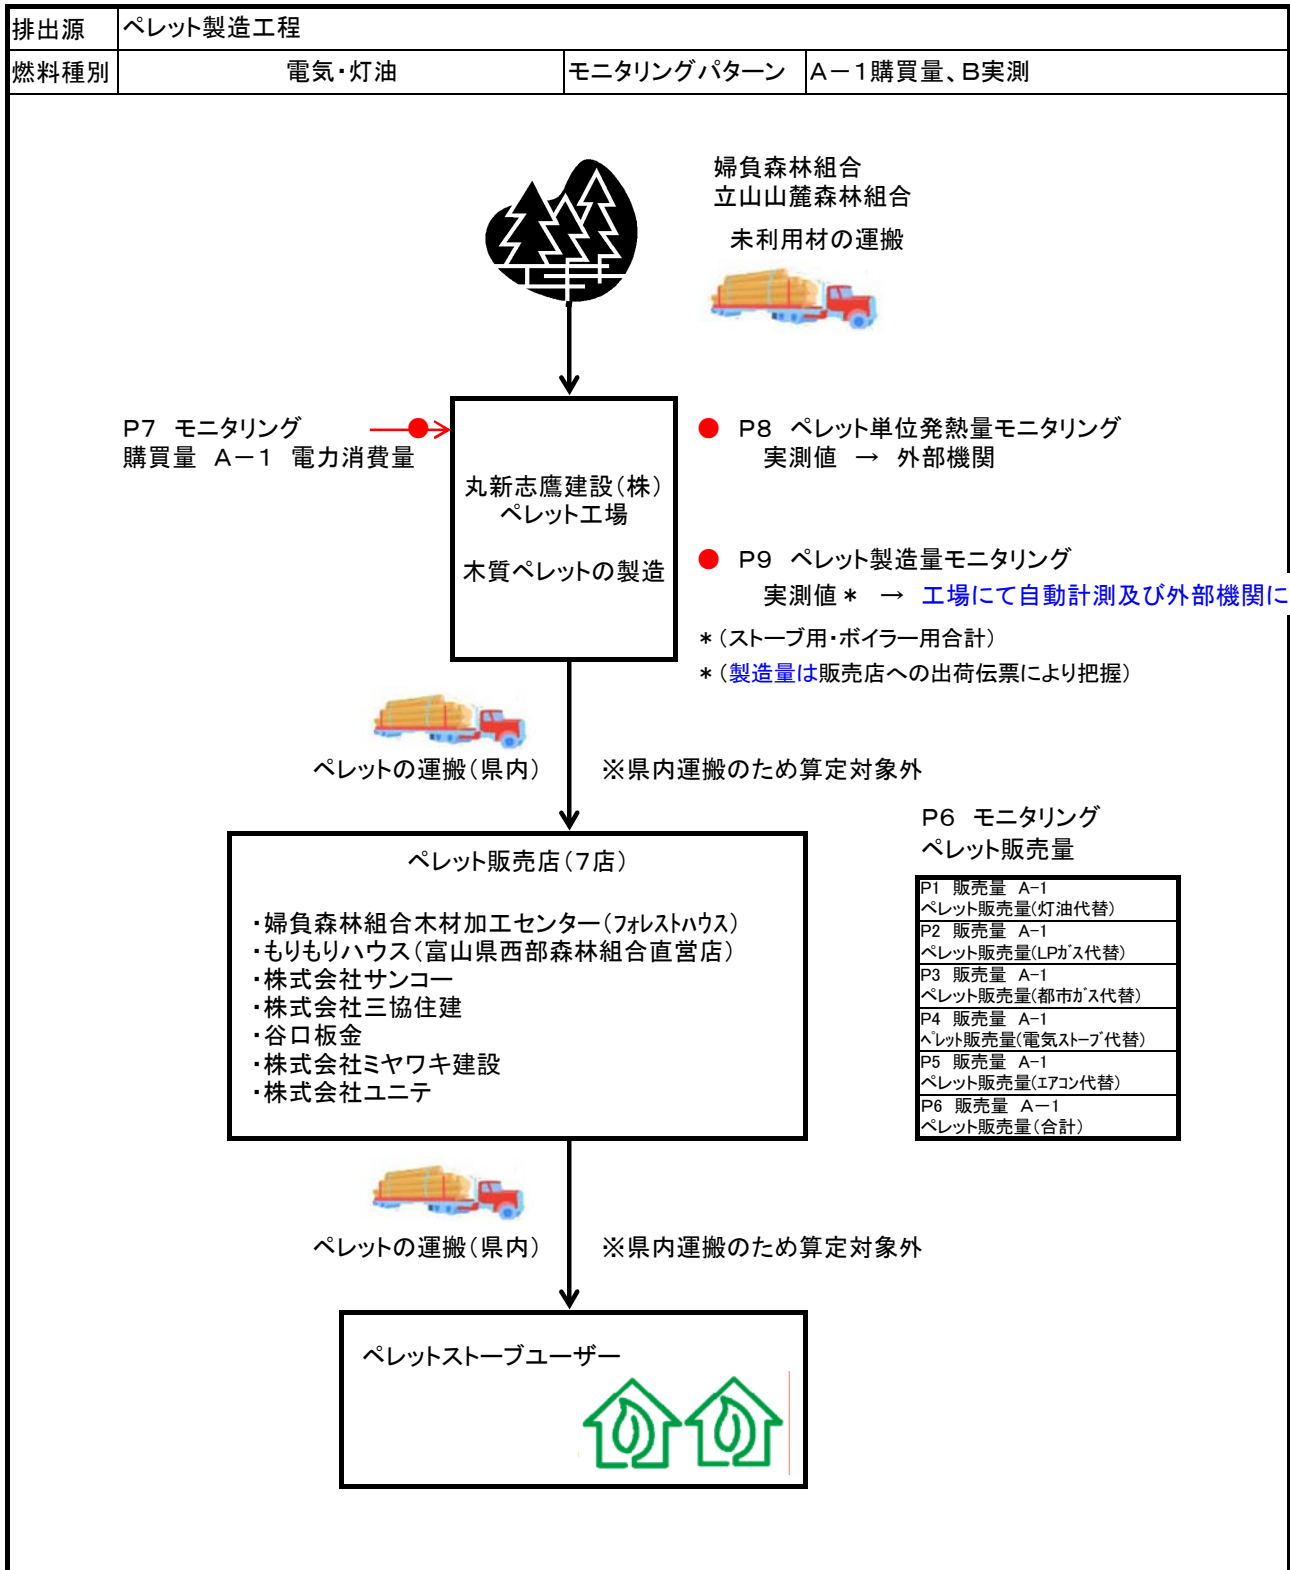 排出源 ペレット製造工程
燃料種別 電気・灯油 モニタリングパターン A－1購買量、B実測
婦負森林組合
立山山麓森林組合
未利用材の運搬
P7 モニタリング
購買量 A－1 電力消費量
丸新志鷹建設(株)
ペレット工場
木質ペレットの製造
P8 ペレット単位発熱量モニタリング
実測値 → 外部機関
P9 ペレット製造量モニタリング
実測値＊ → 工場にて自動計測及び外部機関に
＊(ストーブ用・ボイラー用合計)
＊(製造量は販売店への出荷伝票により把握)
ペレットの運搬(県内) ※県内運搬のため算定対象外
ペレット販売店(7店)
・婦負森林組合木材加工センター(フォレストハウス)
・もりもりハウス(富山県西部森林組合直営店)
・株式会社サンコー
・株式会社三協住建
・谷口板金
・株式会社ミヤワキ建設
・株式会社ユニテ
P6 モニタリング
ペレット販売量
P1 販売量 A-1
ペレット販売量(灯油代替)
P2 販売量 A-1
ペレット販売量(LPガス代替)
P3 販売量 A-1
ペレット販売量(都市ガス代替)
P4 販売量 A-1
ペレット販売量(電気ストーブ代替)
P5 販売量 A-1
ペレット販売量(エアコン代替)
P6 販売量 A－1
ペレット販売量(合計)
ペレットの運搬(県内) ※県内運搬のため算定対象外
ペレットストーブユーザー